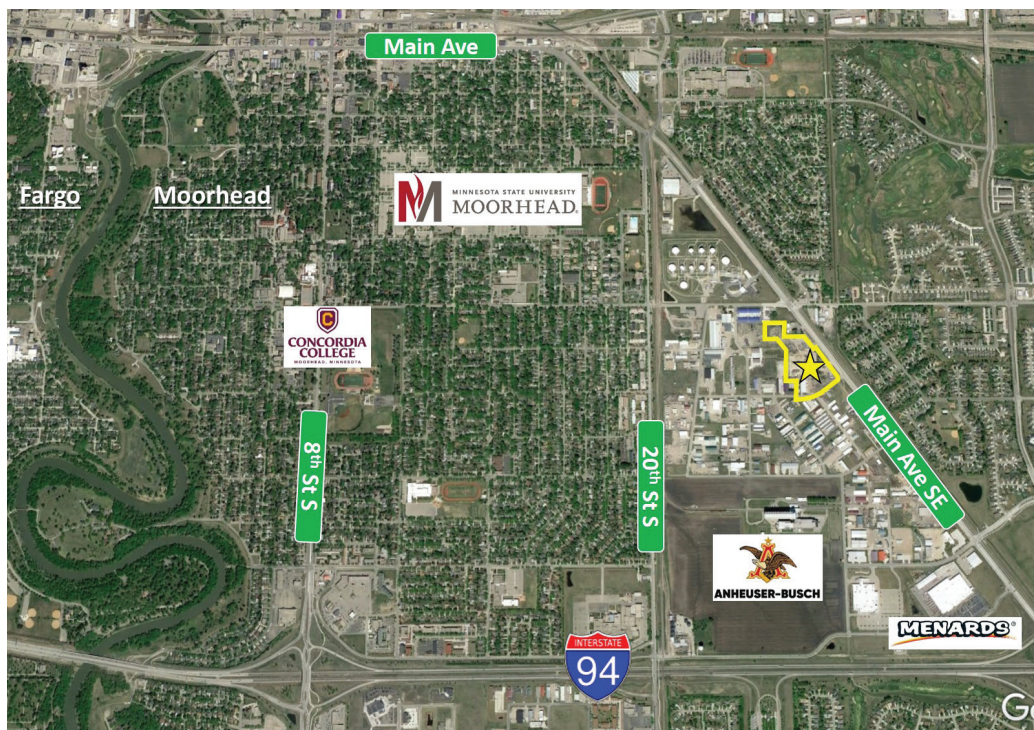 Main Ave
Fargo
Moorhead
MINNESOTA STATE UNIVERSITY
MOORHEAD.
C
CONCORDIA
COLLEGE
MOORHEAD, MINNESOTA
8th St S
20th St S
Main Ave SE
A
ANHEUSER-BUSCH
MENARDS®
INTERSTATE
94
Go